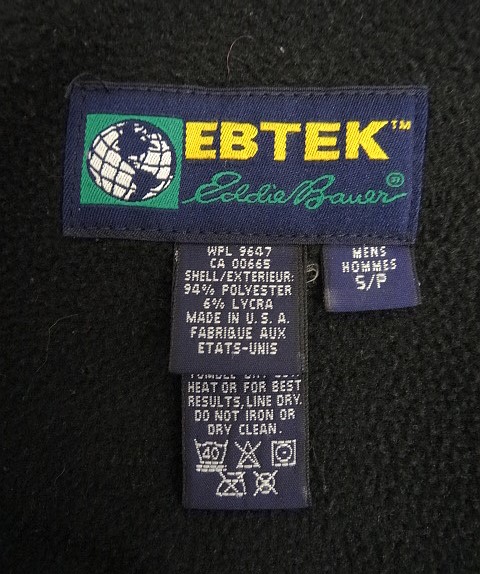 EBTEK™
Eddie Bauer®
WPL 9647
CA 00665
SHELL/EXTERIEUR:
94% POLYESTER
6% LYCRA
MADE IN U.S.A.
FABRIQUE AUX
ETATS-UNIS
MENS
HOMMES
S/P
HEAT OR FOR BEST
RESULTS, LINE DRY.
DO NOT IRON OR
DRY CLEAN.
40